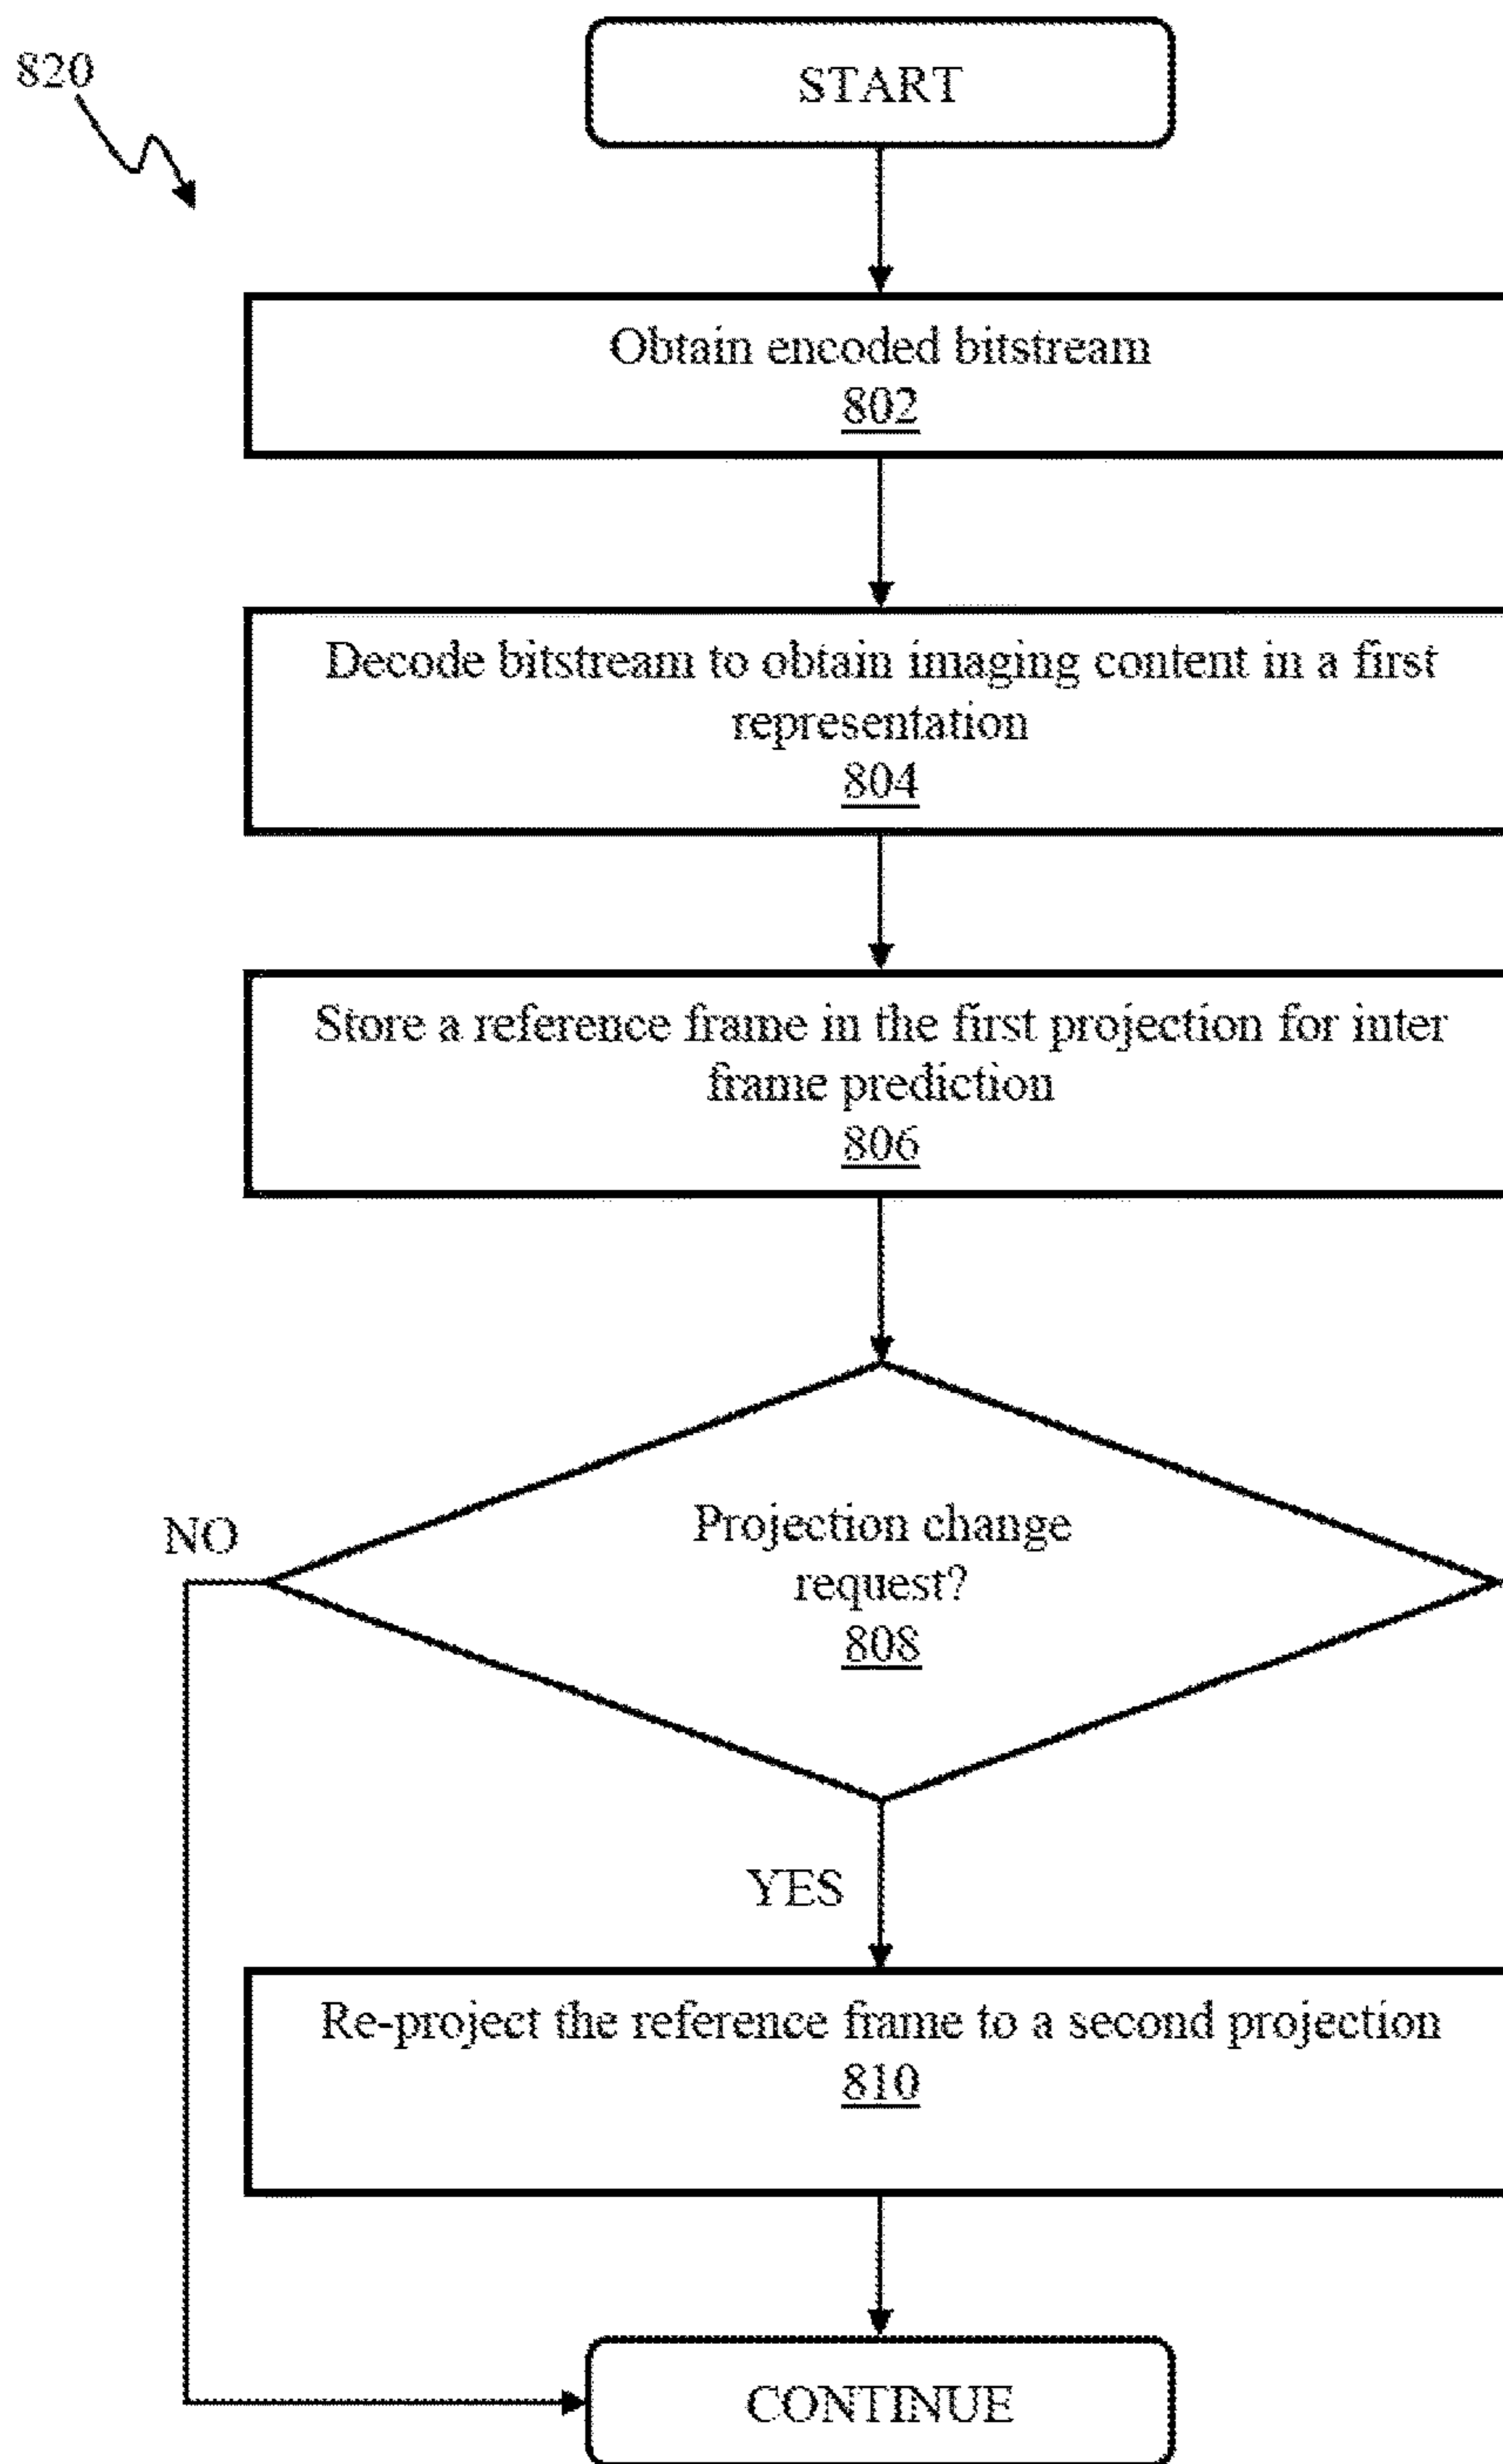 820
START
Obtain encoded bitstream
802
Decode bitstream to obtain imaging content in a first
representation
804
Store a reference frame in the first projection for inter
frame prediction
806
Projection change
request?
808
NO
YES
Re-project the reference frame to a second projection
810
CONTINUE